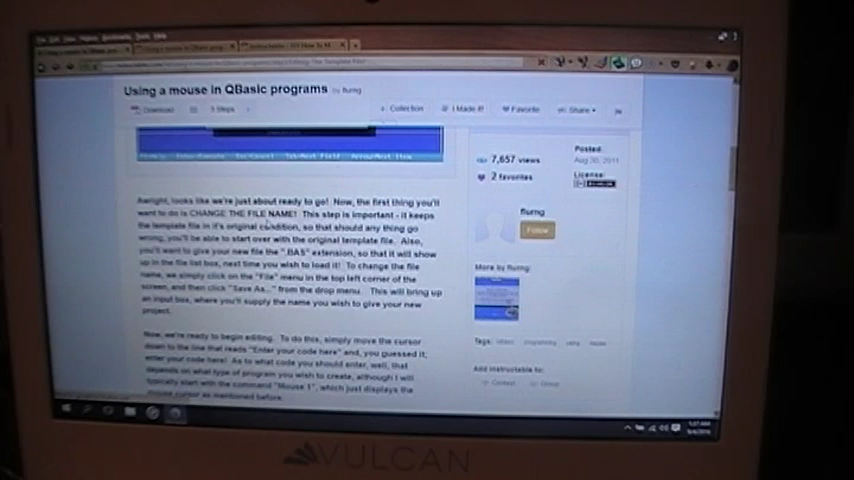 Using a mouse in QBasic programs by flurng
Download
5 Steps
+ Collection
I Made it!
Favorite
Share
Awright, looks like we're just about ready to go! Now, the first thing you'll
want to do is CHANGE THE FILE NAME! This step is important - it keeps
the template file in it's original condition, so that should any thing go
wrong, you'll be able to start over with the original template file. Also,
you'll want to give your new file the ".BAS" extension, so that it will show
up in the file list box, next time you wish to load it! To change the file
name, we simply click on the "File" menu in the top left corner of the
screen, and then click "Save As..." from the drop menu. This will bring up
an input box, where you'll supply the name you wish to give your new
project.
Now, we're ready to begin editing. To do this, simply move the cursor
down to the line that reads "Enter your code here" and, you guessed it,
enter your code here! As to what code you should enter, well, that
depends on what type of program you wish to create, although I will
typically start with the command "Mouse 1", which just displays the
mouse cursor as mentioned before.
7,657 views
2 favorites
Posted:
Aug 30, 2011
License:
flurng
Follow
More by flurng
Tags:
Add instructable to:
+ Contest
+ Group
VULCAN